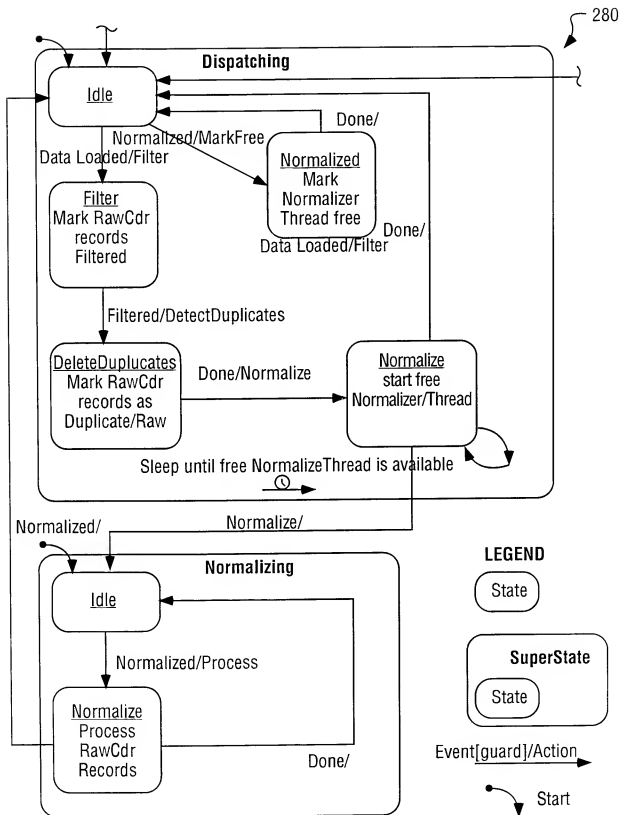 280
Dispatching
Idle
Done/
Normalized/MarkFree
Data Loaded/Filter
Normalized
Mark
Normalizer
Thread free
Data Loaded/Filter
Done/
Filter
Mark RawCdr
records
Filtered
Filtered/DetectDuplicates
DeleteDuplucates
Mark RawCdr
records as
Duplicate/Raw
Done/Normalize
Normalize
start free
Normalizer/Thread
Sleep until free NormalizeThread is available
Normalized/
Normalize/
Normalizing
Idle
Normalized/Process
Normalize
Process
RawCdr
Records
Done/
LEGEND
State
SuperState
State
Event[guard]/Action
Start